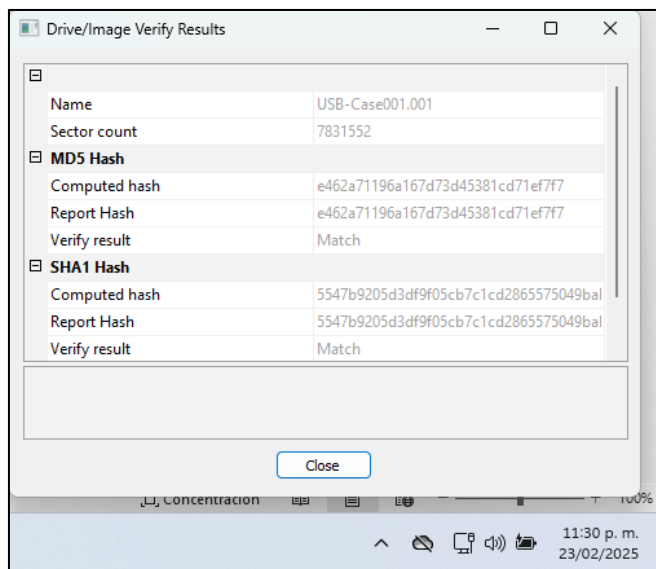 Drive/Image Verify Results
Name USB-Case001.001
Sector count 7831552
MD5 Hash
Computed hash e462a71196a167d73d45381cd71ef7f7
Report Hash e462a71196a167d73d45381cd71ef7f7
Verify result Match
SHA1 Hash
Computed hash 5547b9205d3df9f05cb7c1cd2865575049bal
Report Hash 5547b9205d3df9f05cb7c1cd2865575049bal
Verify result Match
Close
Concentración 100%
11:30 p. m.
23/02/2025